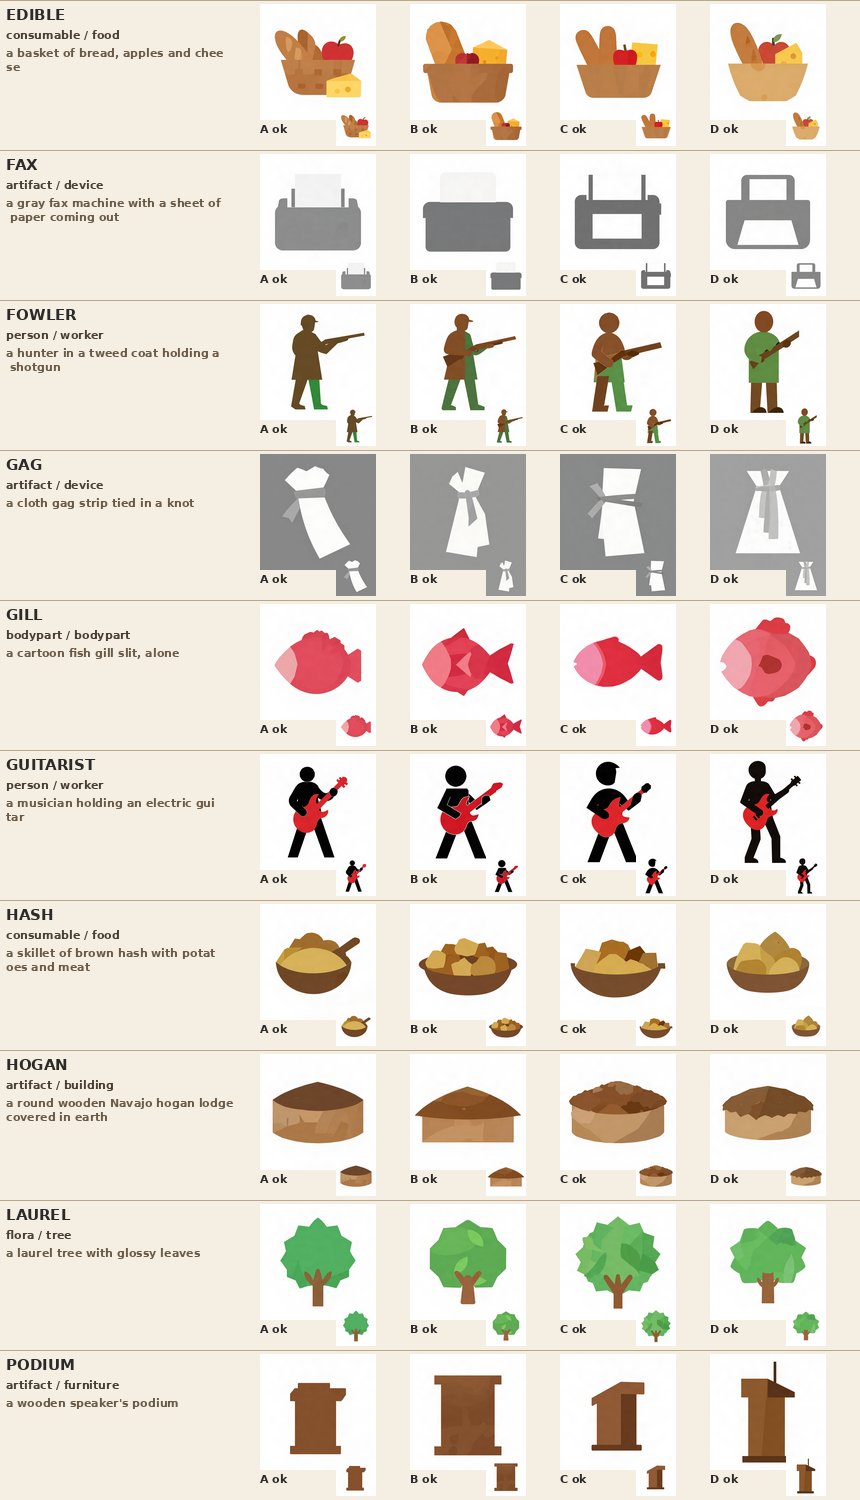 EDIBLE
consumable / food
a basket of bread, apples and chee
se
A ok
B ok
C ok
D ok
FAX
artifact / device
a gray fax machine with a sheet of
paper coming out
A ok
B ok
C ok
D ok
FOWLER
person / worker
a hunter in a tweed coat holding a
shotgun
A ok
B ok
C ok
D ok
GAG
artifact / device
a cloth gag strip tied in a knot
A ok
B ok
C ok
D ok
GILL
bodypart / bodypart
a cartoon fish gill slit, alone
A ok
B ok
C ok
D ok
GUITARIST
person / worker
a musician holding an electric gui
tar
A ok
B ok
C ok
D ok
HASH
consumable / food
a skillet of brown hash with potat
oes and meat
A ok
B ok
C ok
D ok
HOGAN
artifact / building
a round wooden Navajo hogan lodge
covered in earth
A ok
B ok
C ok
D ok
LAUREL
flora / tree
a laurel tree with glossy leaves
A ok
B ok
C ok
D ok
PODIUM
artifact / furniture
a wooden speaker's podium
A ok
B ok
C ok
D ok